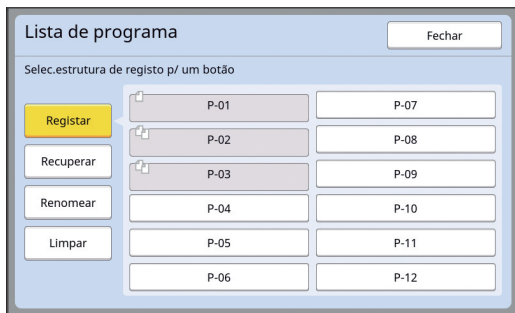 Lista de programa
Fechar
Selec.estrutura de registo p/ um botão
Registar
Recuperar
Renomear
Limpar
P-01
P-02
P-03
P-04
P-05
P-06
P-07
P-08
P-09
P-10
P-11
P-12